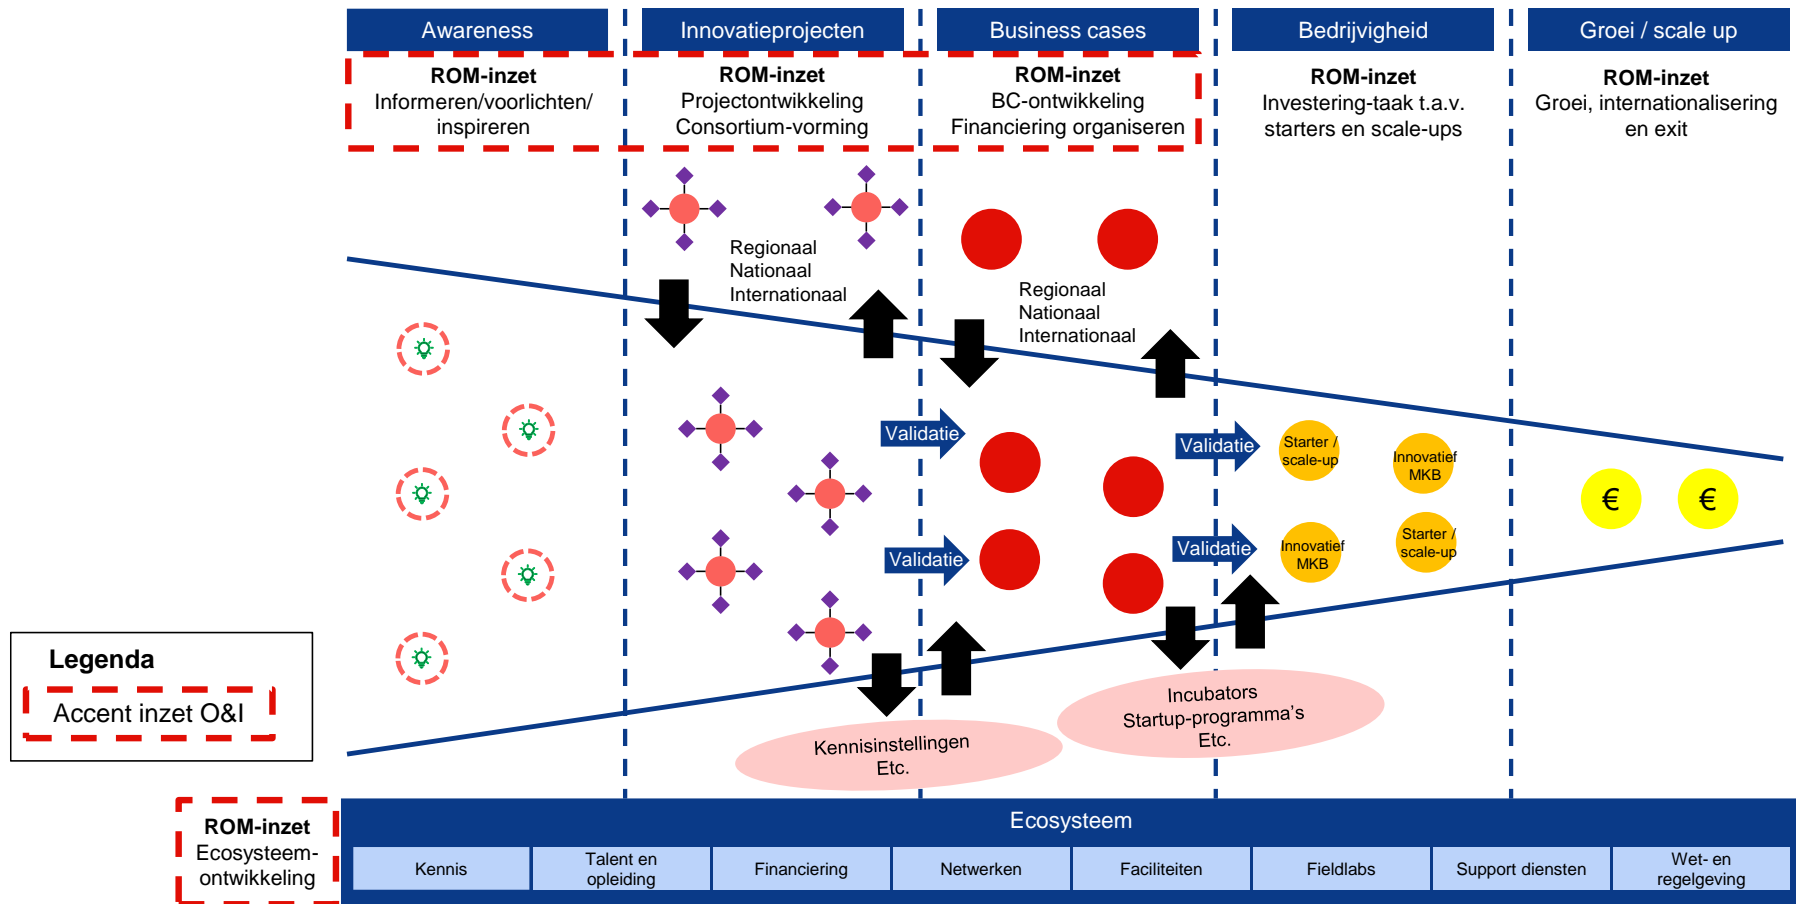 Awareness
Innovatieprojecten
Business cases
Bedrijvigheid
Groei / scale up
ROM-inzet
Informeren/voorlichten/
inspireren
ROM-inzet
Projectontwikkeling
Consortium-vorming
ROM-inzet
BC-ontwikkeling
Financiering organiseren
ROM-inzet
Investering-taak t.a.v.
starters en scale-ups
ROM-inzet
Groei, internationalisering
en exit
Regionaal
Nationaal
Internationaal
Regionaal
Nationaal
Internationaal
Validatie
Validatie
Starter /
scale-up
Innovatief
MKB
€
€
Validatie
Validatie
Innovatief
MKB
Starter /
scale-up
Legenda
Accent inzet O&I
Kennisinstellingen
Etc.
Incubators
Startup-programma's
Etc.
ROM-inzet
Ecosysteem-
ontwikkeling
Ecosysteem
Kennis
Talent en
opleiding
Financiering
Netwerken
Faciliteiten
Fieldlabs
Support diensten
Wet- en
regelgeving